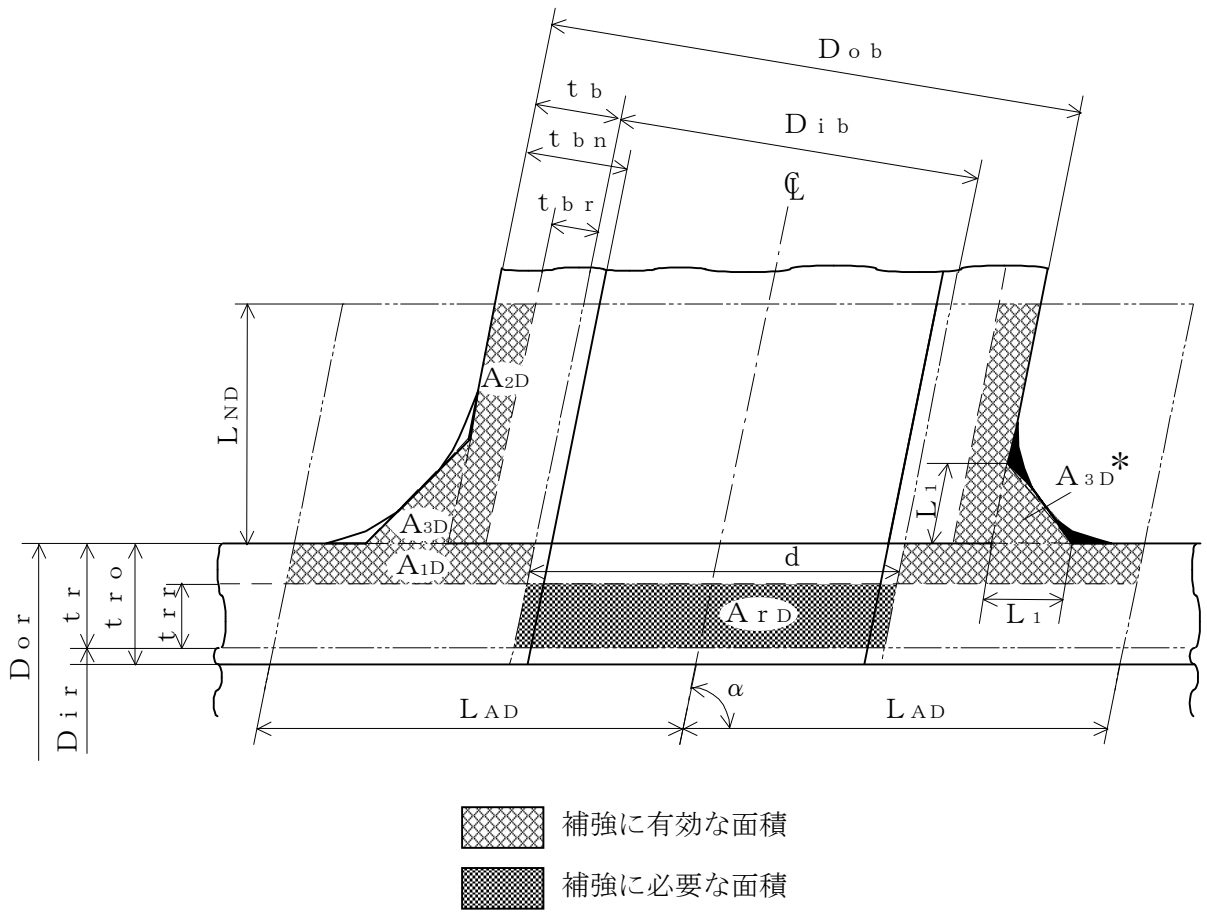 Dob
tb
Dib
tbn
℄
tbr
A2D
LND
A3D*
L1
A3D
A1D
d
tr
tro
trr
ArD
L1
Dor
Dir
α
LAD
LAD
補強に有効な面積
補強に必要な面積